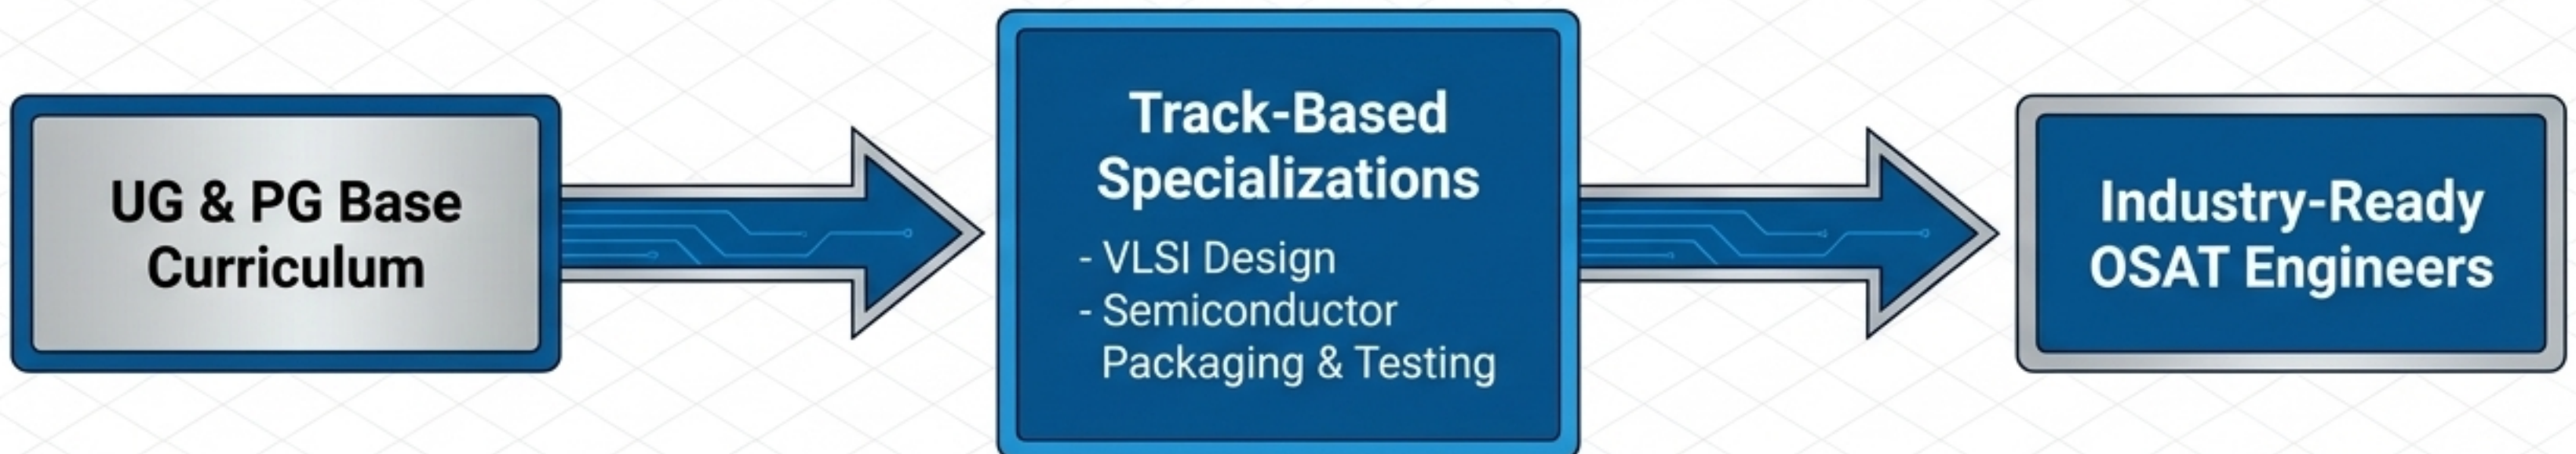 UG & PG Base
Curriculum
Track-Based
Specializations
- VLSI Design
- Semiconductor
Packaging & Testing
Industry-Ready
OSAT Engineers